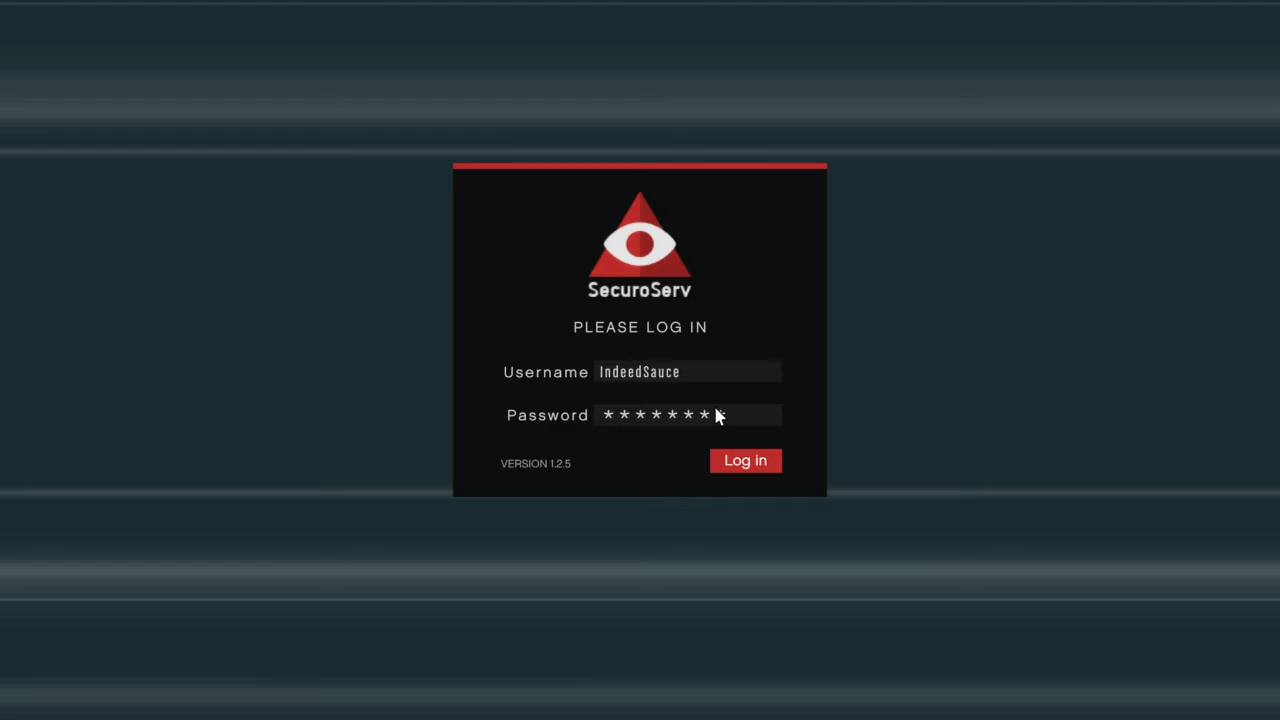 SecuroServ
PLEASE LOG IN
Username IndeedSauce
Password ********
VERSION 1.2.5
Log in